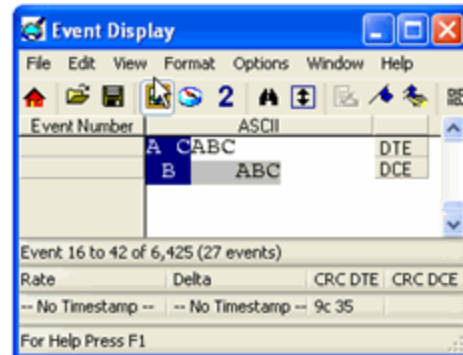 Event Display
File Edit View Format Options Window Help
2
Event Number ASCII
A CABC DTE
B ABC DCE
Event 16 to 42 of 6,425 (27 events)
Rate Delta CRC DTE CRC DCE
-- No Timestamp -- -- No Timestamp -- 9c 35
For Help Press F1